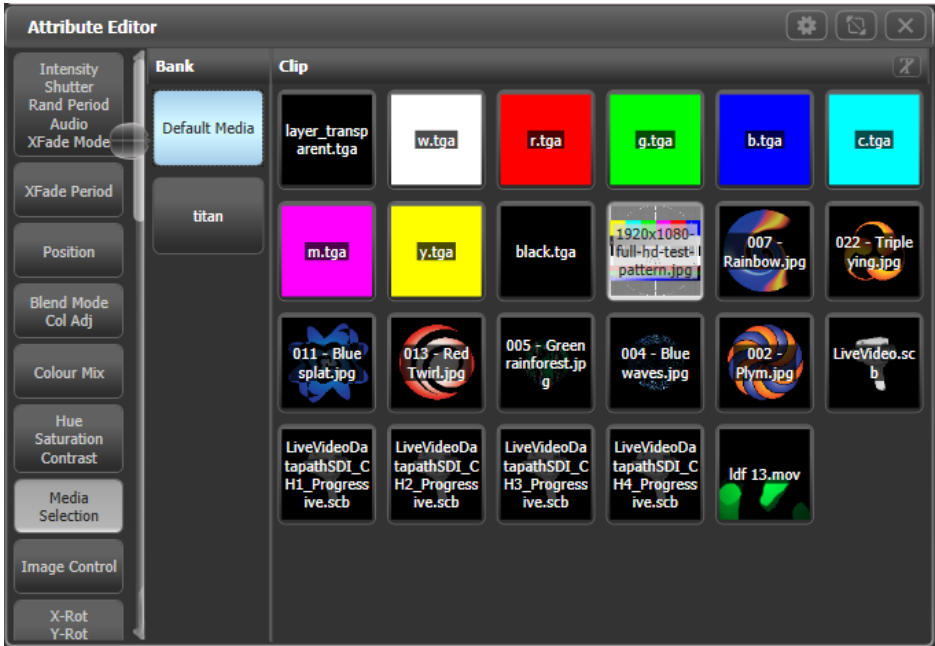 Attribute Editor
Intensity
Shutter
Rand Period
Audio
XFade Mode
XFade Period
Position
Blend Mode
Col Adj
Colour Mix
Hue
Saturation
Contrast
Media
Selection
Image Control
X-Rot
Y-Rot
Bank
Default Media
titan
Clip
layer_transp
arent.tga
w.tga
r.tga
g.tga
b.tga
c.tga
m.tga
y.tga
black.tga
1920x1080-
full-hd-test-
pattern.jpg
007 -
Rainbow.jpg
022 - Triple
ying.jpg
011 - Blue
splat.jpg
013 - Red
Twirl.jpg
005 - Green
rainforest.jp
g
004 - Blue
waves.jpg
002 -
Plym.jpg
LiveVideo.sc
b
LiveVideoDa
tapathSDI_C
H1_Progress
ive.scb
LiveVideoDa
tapathSDI_C
H2_Progress
ive.scb
LiveVideoDa
tapathSDI_C
H3_Progress
ive.scb
LiveVideoDa
tapathSDI_C
H4_Progress
ive.scb
ldf 13.mov